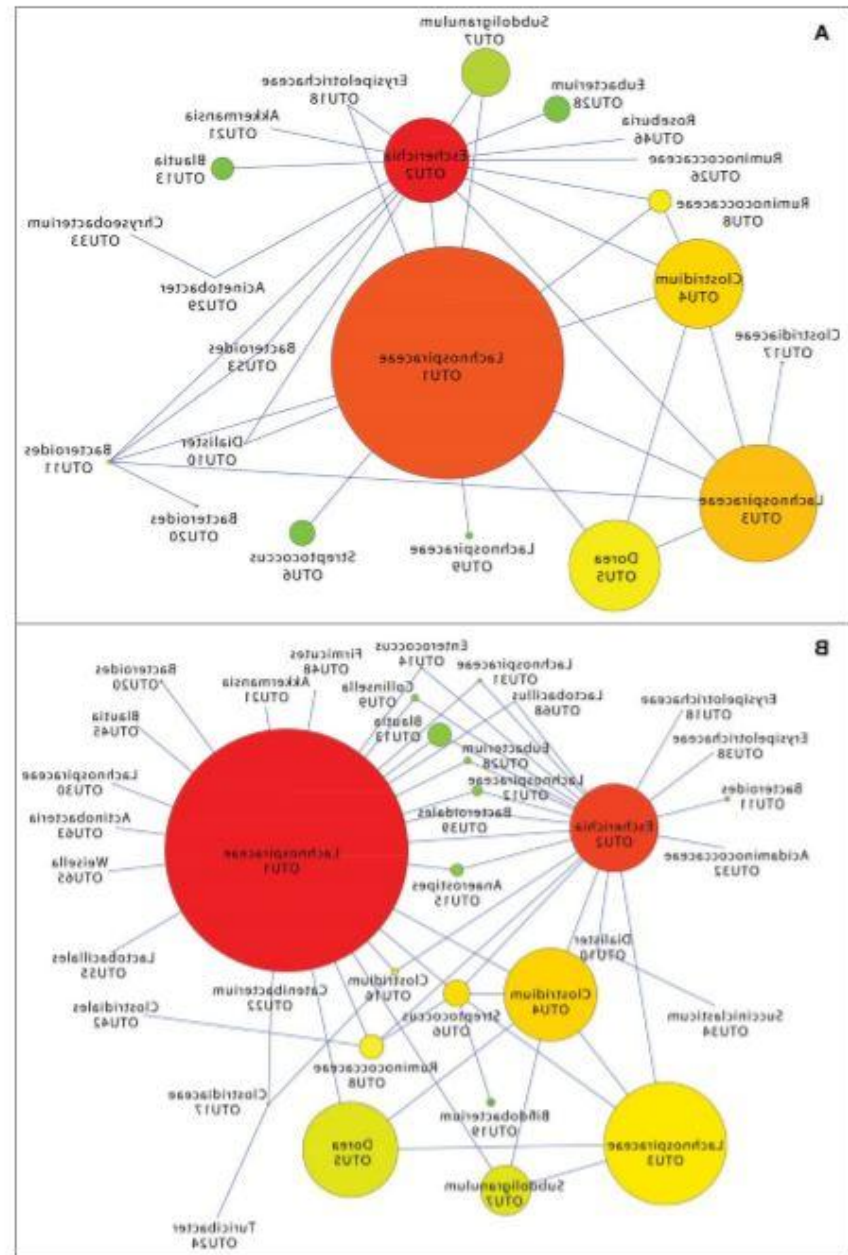 A
Subdoligranulum
OTU7
Erysipelotrichaceae
OTU18
Eubacterium
OTU28
Akkermansia
OTU21
Roseburia
OTU46
Escherichia
OTU2
Blautia
OTU13
Ruminococcaceae
OTU26
Ruminococcaceae
OTU8
Chryseobacterium
OTU33
Acinetobacter
OTU29
Clostridium
OTU4
Bacteroides
OTU53
Lachnospiraceae
OTU1
Clostridiaceae
OTU17
Bacteroides
OTU11
Dialister
OTU10
Lachnospiraceae
OTU3
Bacteroides
OTU20
Streptococcus
OTU6
Lachnospiraceae
OTU9
Dorea
OTU5
B
Enterococcus
OTU14
Firmicutes
OTU48
Lachnospiraceae
OTU31
Bacteroides
OTU20
Akkermansia
OTU21
Collinsella
OTU9
Lactobacillus
OTU68
Erysipelotrichaceae
OTU18
Blautia
OTU45
Blautia
OTU13
Erysipelotrichaceae
OTU38
Eubacterium
OTU28
Lachnospiraceae
OTU30
Lachnospiraceae
OTU12
Bacteroides
OTU11
Actinobacteria
OTU63
Bacteroidales
OTU39
Escherichia
OTU2
Lachnospiraceae
OTU1
Acidaminococcaceae
OTU32
Weisella
OTU65
Anaerostipes
OTU15
Lactobacillales
OTU55
Dialister
OTU10
Catenibacterium
OTU22
Clostridium
OTU16
Clostridium
OTU4
Clostridiales
OTU42
Streptococcus
OTU6
Succiniclasticum
OTU34
Ruminococcaceae
OTU8
Clostridiaceae
OTU17
Bifidobacterium
OTU19
Dorea
OTU5
Lachnospiraceae
OTU3
Subdoligranulum
OTU7
Turicibacter
OTU24